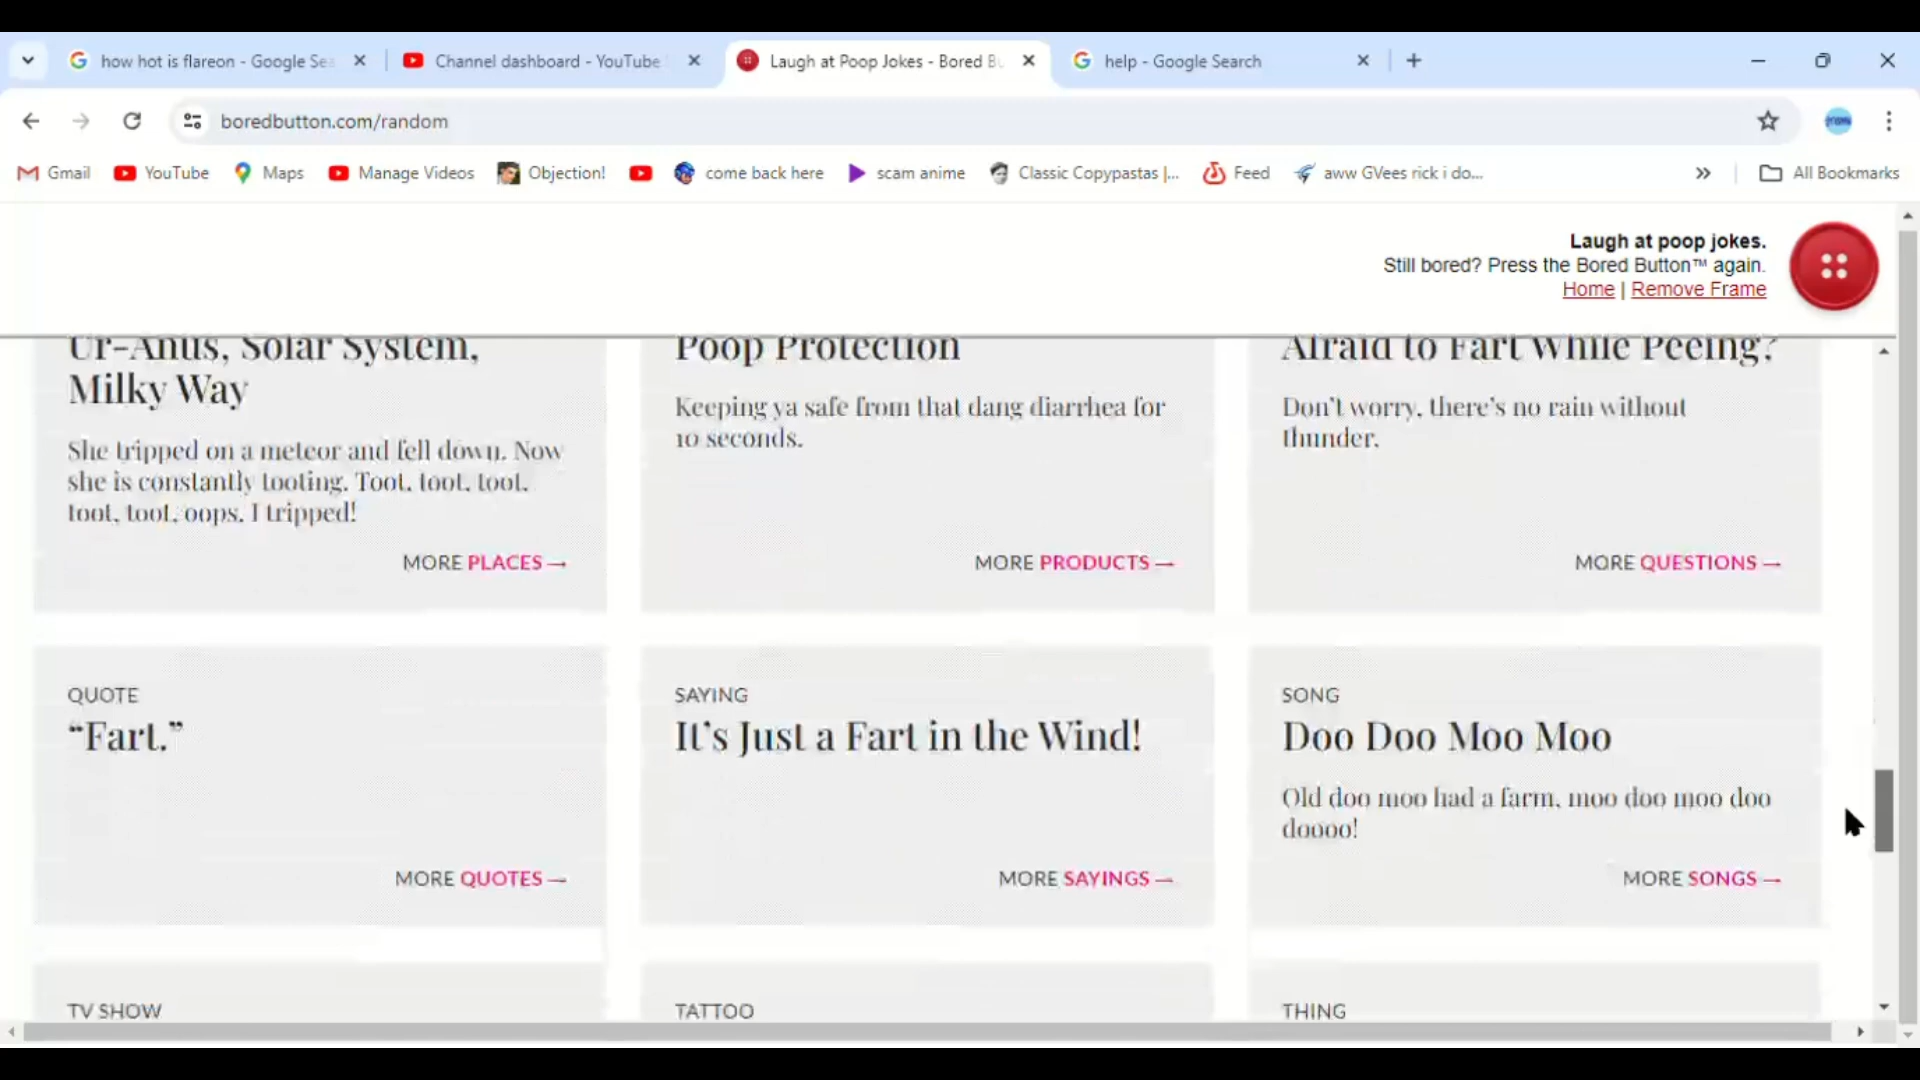 how hot is flareon - Google Sea
Channel dashboard - YouTube S
Laugh at Poop Jokes - Bored Bu
help - Google Search
boredbutton.com/random
Gmail
YouTube
Maps
Manage Videos
Objection!
come back here
scam anime
Classic Copypastas |...
Feed
aww GVees rick i do...
All Bookmarks
Laugh at poop jokes.
Still bored? Press the Bored Button™ again.
Home | Remove Frame
Ur-Anus, Solar System,
Milky Way
She tripped on a meteor and fell down. Now
she is constantly tooting. Toot, toot, toot,
toot, toot, oops, I tripped!
MORE PLACES →
Poop Protection
Keeping ya safe from that dang diarrhea for
10 seconds.
MORE PRODUCTS →
Afraid to Fart While Peeing?
Don't worry, there's no rain without
thunder.
MORE QUESTIONS →
QUOTE
“Fart.”
MORE QUOTES →
SAYING
It's Just a Fart in the Wind!
MORE SAYINGS →
SONG
Doo Doo Moo Moo
Old doo moo had a farm, moo doo moo doo
doooo!
MORE SONGS →
TV SHOW
TATTOO
THING